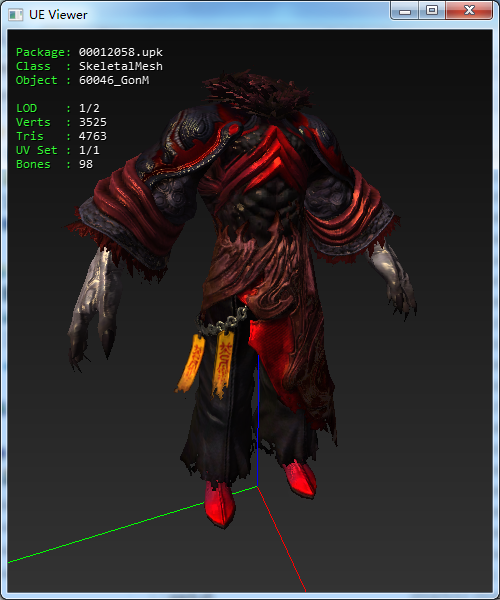 UE Viewer
Package: 00012058.upk
Class : SkeletalMesh
Object : 60046_GonM
LOD : 1/2
Verts : 3525
Tris : 4763
UV Set : 1/1
Bones : 98